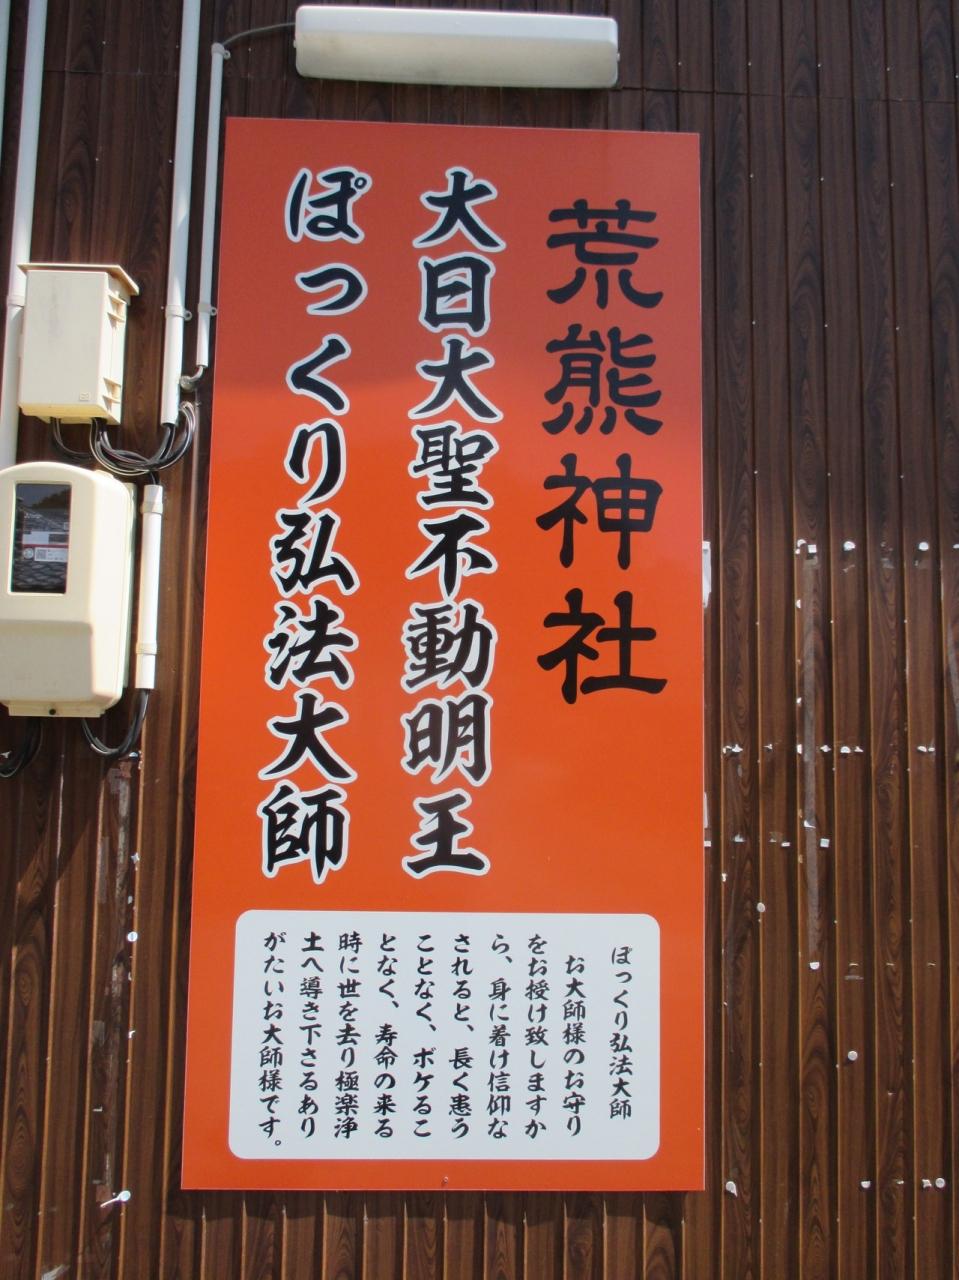 荒熊神社
大日大聖不動明王
ぽっくり弘法大師
ぽっくり弘法大師
お大師様のお守り
をお授け致しますか
ら、身に着け信仰な
されると、長く患う
ことなく、ボケるこ
となく、寿命の来る
時に世を去り極楽浄
土へ導き下さるあり
がたいお大師様です。